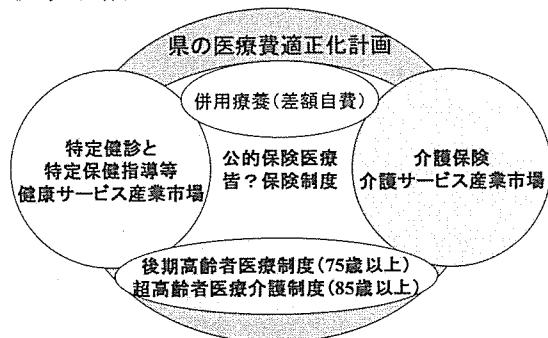 県の医療費適正化計画
併用療養(差額自費)
特定健診と
特定保健指導等
健康サービス産業市場
公的保険医療
皆？保険制度
介護保険
介護サービス産業市場
後期高齢者医療制度(75歳以上)
超高齢者医療介護制度(85歳以上)